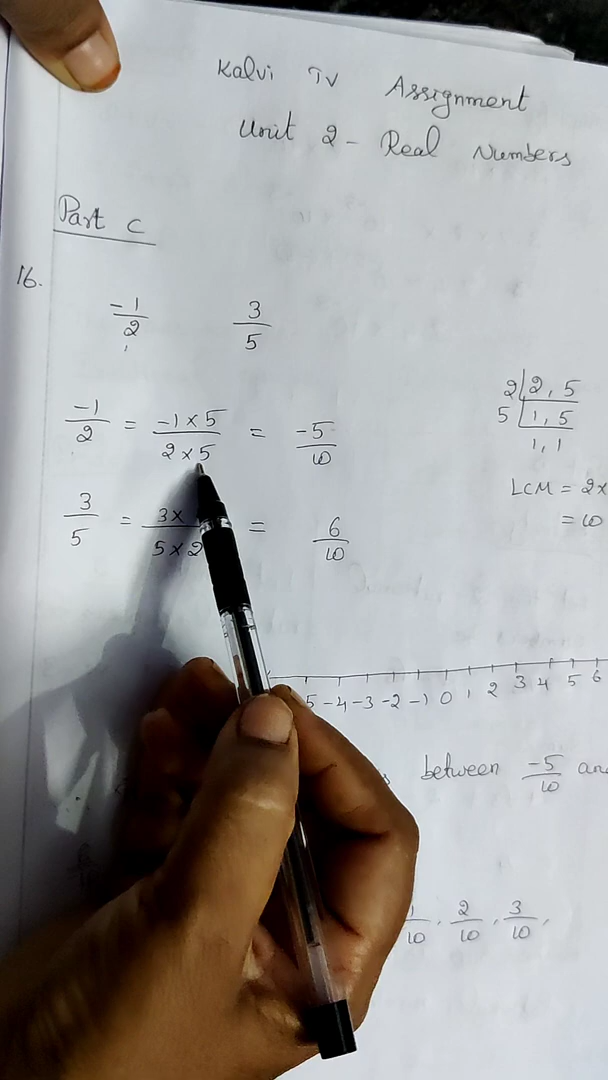 Kalvi TV Assignment
Unit 2 - Real Numbers
Part C
16.
-1/2 3/5
-1/2 = -1 × 5/2 × 5 = -5/10
3/5 = 3 ×/5 × 2 = 6/10
2 | 2, 5
5 | 1, 5
1, 1
LCM = 2 ×
= 10
5 -4 -3 -2 -1 0 1 2 3 4 5 6
between -5/10 and
1/10, 2/10, 3/10,